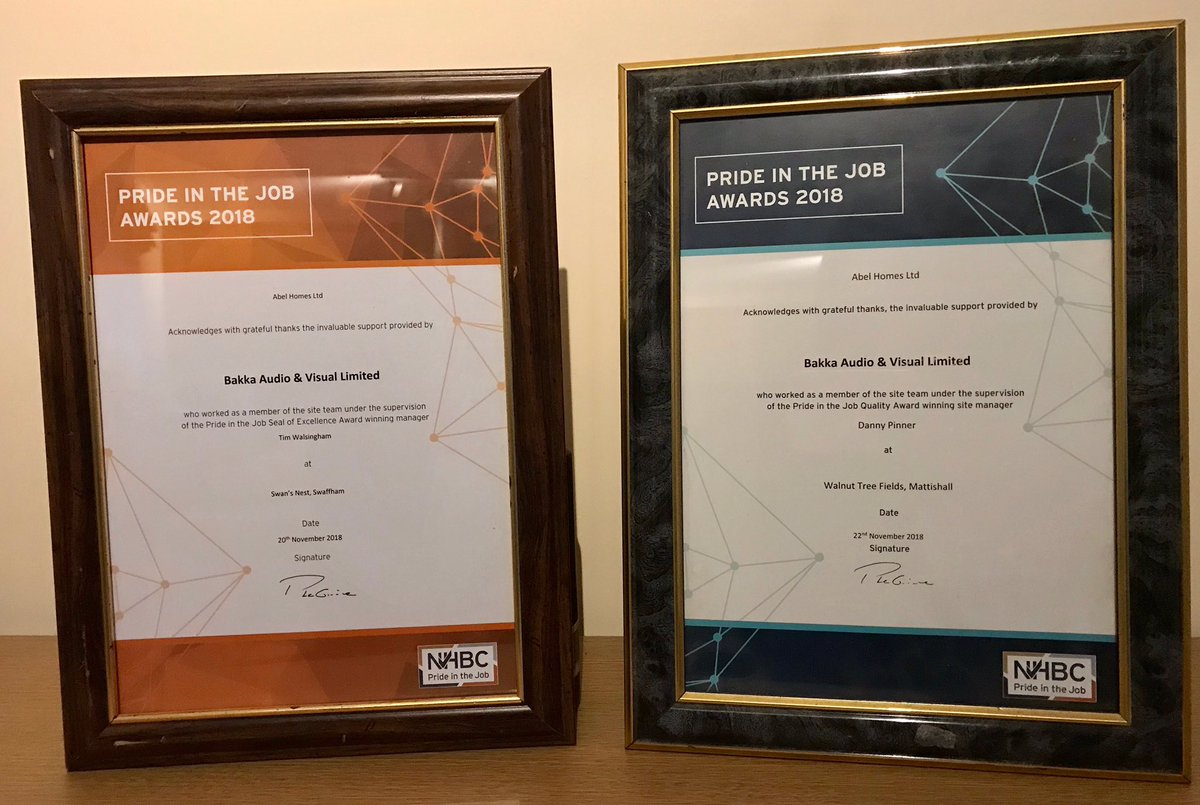 PRIDE IN THE JOB
AWARDS 2018
Abel Homes Ltd
Acknowledges with grateful thanks the invaluable support provided by
Bakka Audio & Visual Limited
who worked as a member of the site team under the supervision
of the Pride in the Job Seal of Excellence Award winning manager
Tim Walsingham
at
Swan's Nest, Swaffham
Date
20th November 2018
Signature
NHBC
Pride in the Job
PRIDE IN THE JOB
AWARDS 2018
Abel Homes Ltd
Acknowledges with grateful thanks, the invaluable support provided by
Bakka Audio & Visual Limited
who worked as a member of the site team under the supervision
of the Pride in the Job Quality Award winning site manager
Danny Pinner
at
Walnut Tree Fields, Mattishall
Date
22nd November 2018
Signature
NHBC
Pride in the Job